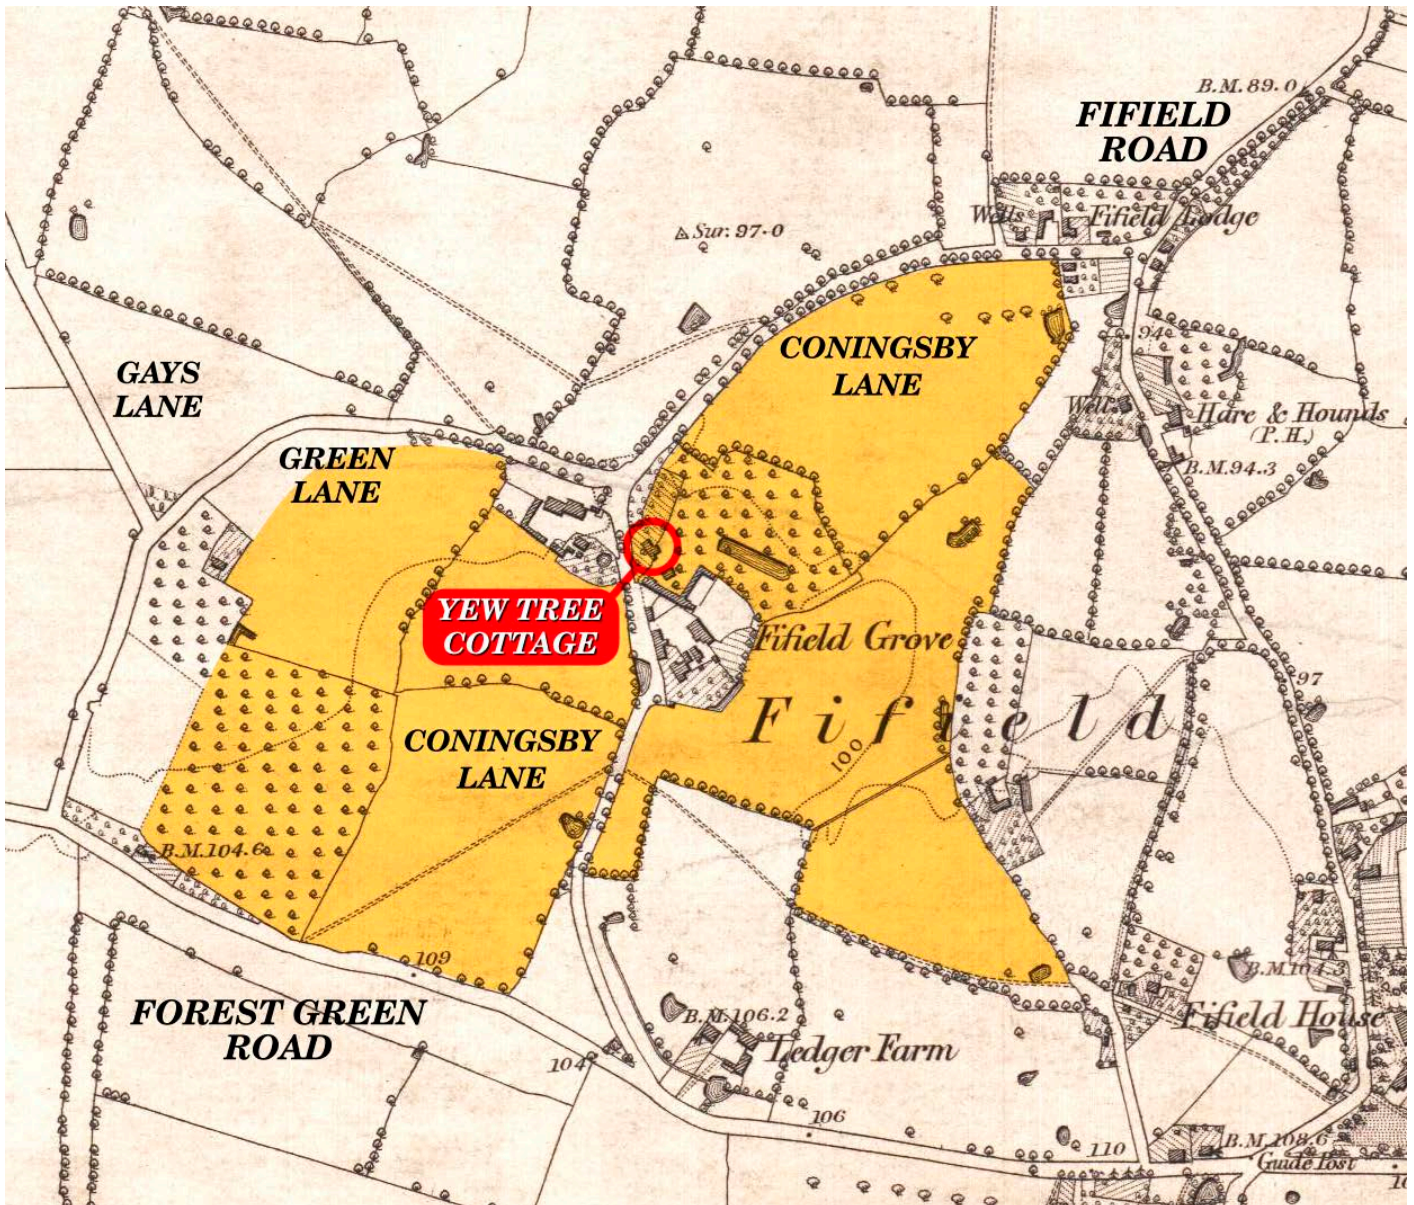 B.M. 89.0
FIFIELD
ROAD
Wells
Fifield Lodge
Sur. 97.0
CONINGSBY
LANE
94
GAYS
LANE
Well
Hare & Hounds
(P.H.)
B.M. 94.3
GREEN
LANE
YEW TREE
COTTAGE
Fifield Grove
97
Fifield
CONINGSBY
LANE
100
B.M. 104.6
109
B.M. 104.3
FOREST GREEN
ROAD
B.M. 106.2
Fifield House
Ledger Farm
104
106
110
B.M. 108.6
Guide Post